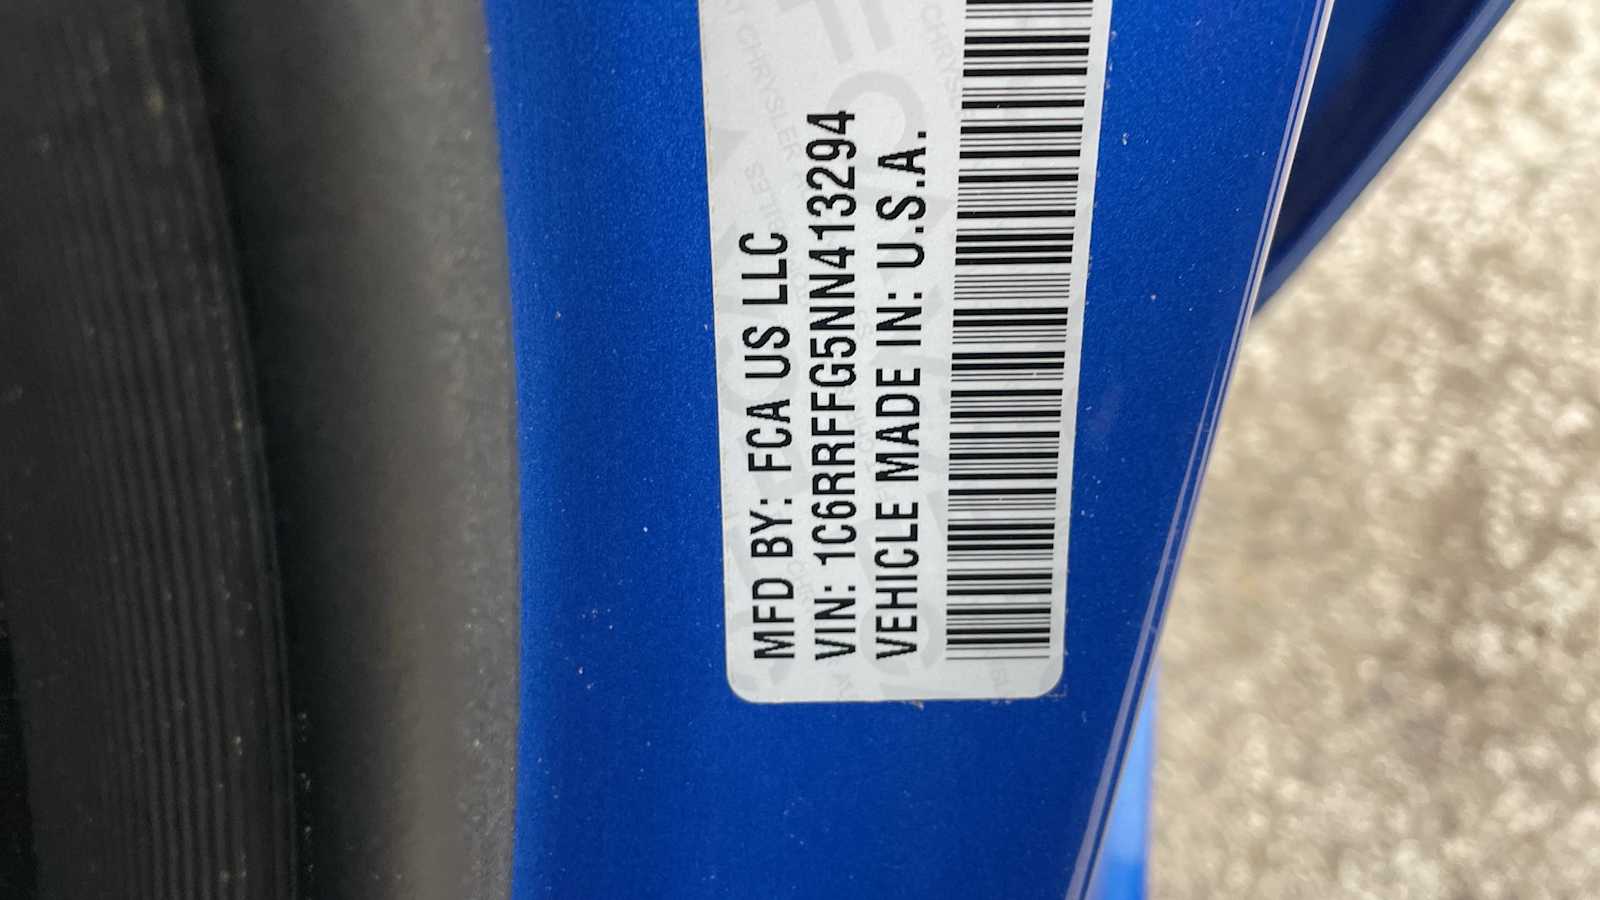 MFD BY: FCA US LLC
VIN: 1C6RRFFG5NN413294
VEHICLE MADE IN: U.S.A.